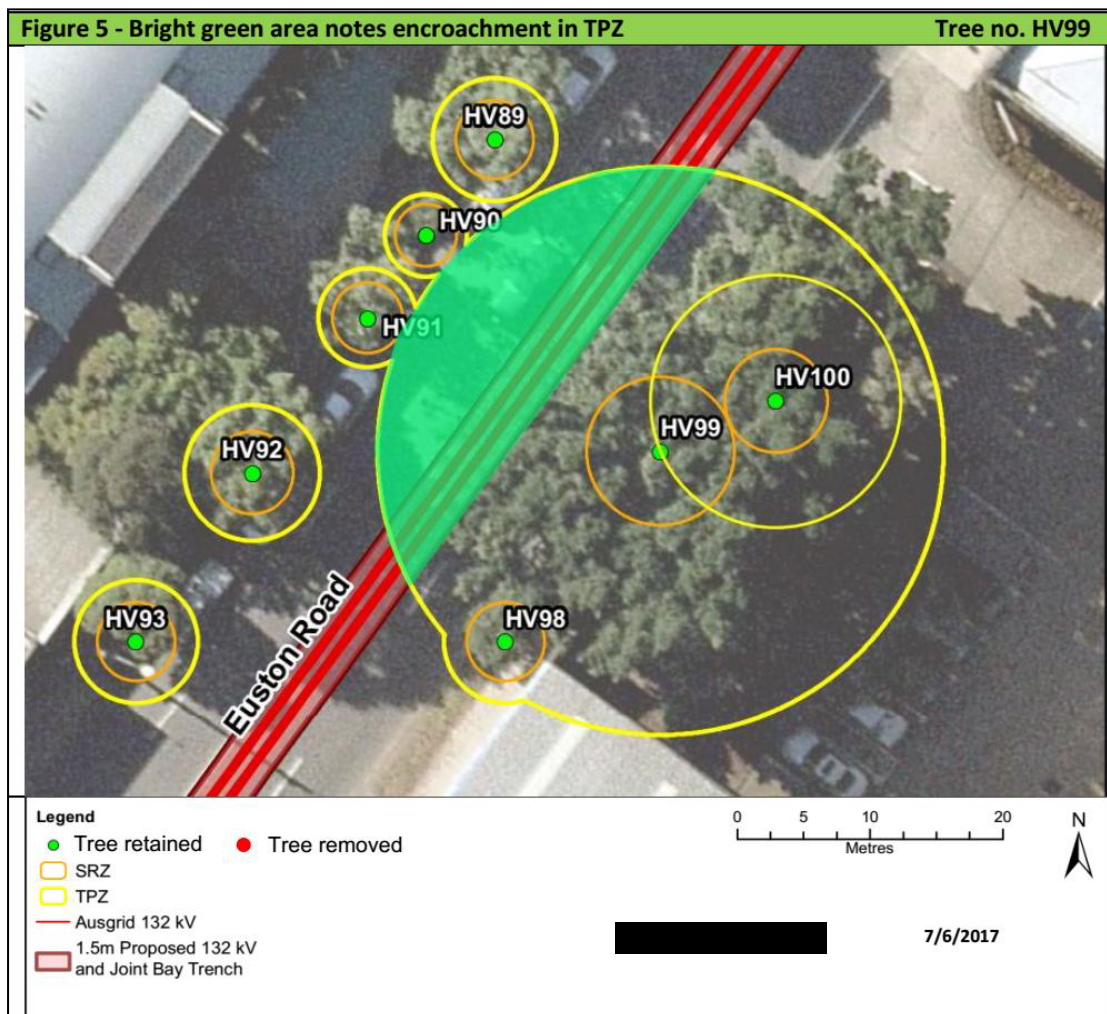 Figure 5 - Bright green area notes encroachment in TPZ Tree no. HV99
HV89
HV90
HV91
HV100
HV99
HV92
HV98
HV93
Euston Road
Legend
Tree retained Tree removed
SRZ
TPZ
Ausgrid 132 kV
1.5m Proposed 132 kV
and Joint Bay Trench
0 5 10 20
Metres
N
7/6/2017